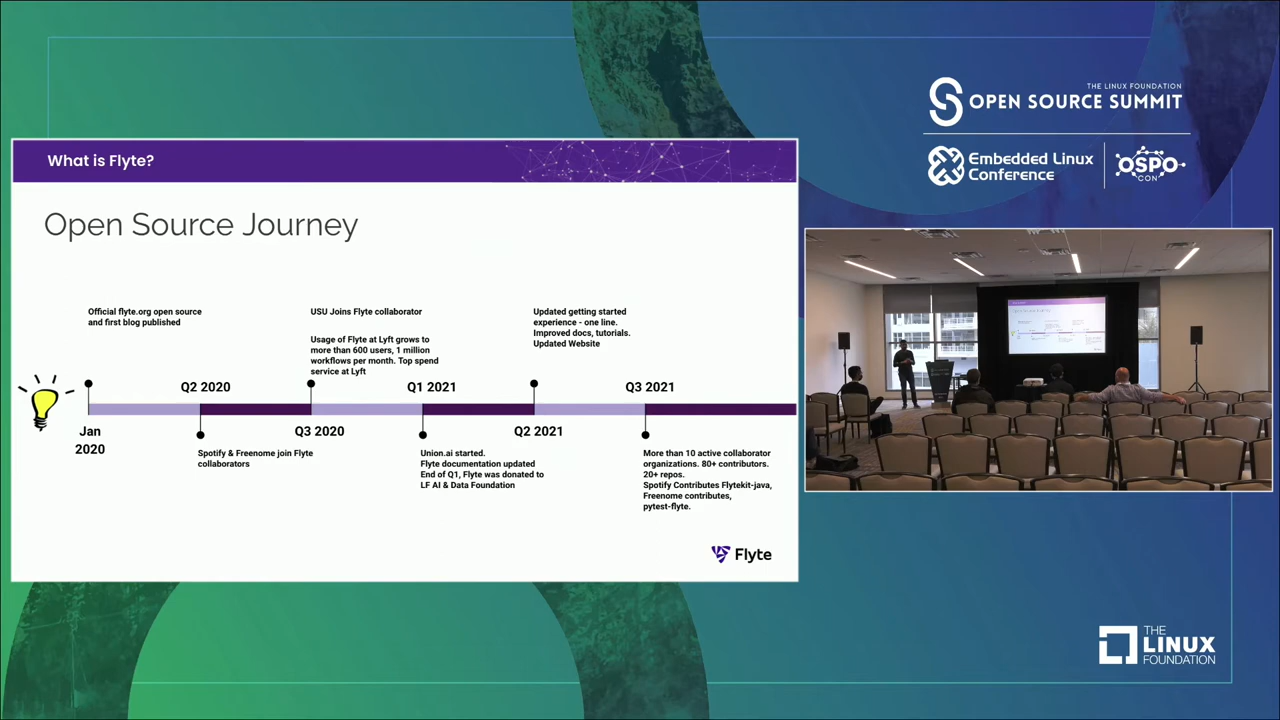 THE LINUX FOUNDATION
OPEN SOURCE SUMMIT
Embedded Linux
Conference
OSPO
CON
What is Flyte?
Open Source Journey
Official flyte.org open source
and first blog published
USU Joins Flyte collaborator
Usage of Flyte at Lyft grows to
more than 600 users, 1 million
workflows per month. Top spend
service at Lyft
Updated getting started
experience - one line.
Improved docs, tutorials.
Updated Website
Q2 2020
Q1 2021
Q3 2021
Jan
2020
Q3 2020
Q2 2021
Spotify & Freenome join Flyte
collaborators
Union.ai started.
Flyte documentation updated
End of Q1, Flyte was donated to
LF AI & Data Foundation
More than 10 active collaborator
organizations. 80+ contributors.
20+ repos.
Spotify Contributes Flytekit-java,
Freenome contributes,
pytest-flyte.
Flyte
THE
LINUX
FOUNDATION